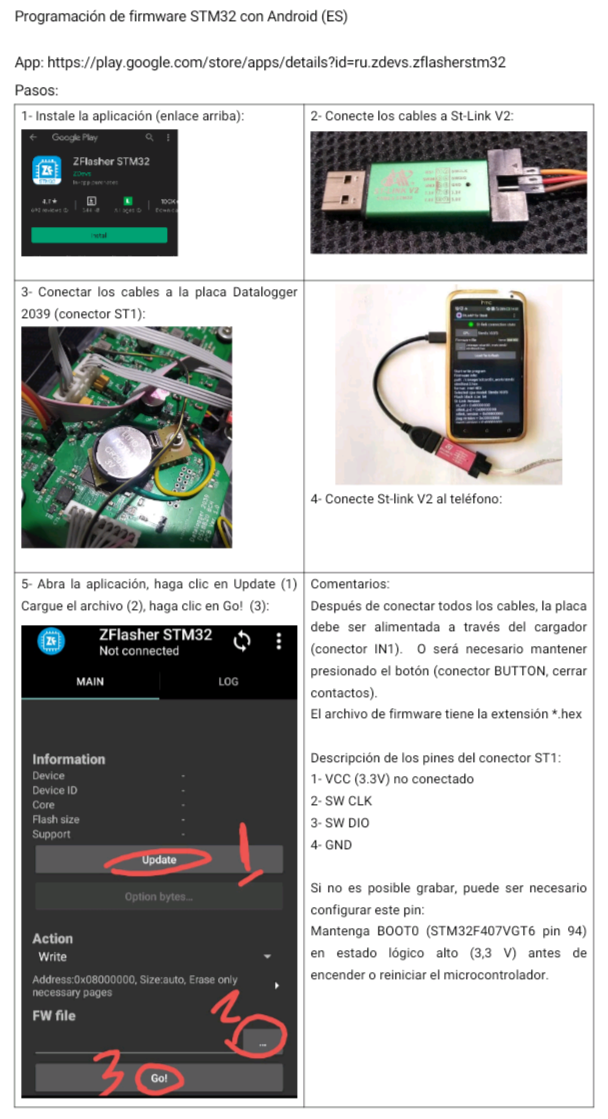 Programación de firmware STM32 con Android (ES)
App: https://play.google.com/store/apps/details?id=ru.zdevs.zflasherstm32
Pasos:
1- Instale la aplicación (enlace arriba):
Google Play
ZFlasher STM32
ZDevs
4.1★
Install
2- Conecte los cables a St-Link V2:
3- Conectar los cables a la placa Datalogger
2039 (conector ST1):
4- Conecte St-link V2 al teléfono:
5- Abra la aplicación, haga clic en Update (1)
Cargue el archivo (2), haga clic en Go! (3):
ZFlasher STM32
Not connected
MAIN LOG
Information
Device -
Device ID -
Core -
Flash size -
Support -
Update 1
Option bytes...
Action
Write
Address:0x08000000, Size:auto, Erase only
necessary pages
FW file 2
...
3 Go!
Comentarios:
Después de conectar todos los cables, la placa
debe ser alimentada a través del cargador
(conector IN1). O será necesario mantener
presionado el botón (conector BUTTON, cerrar
contactos).
El archivo de firmware tiene la extensión *.hex
Descripción de los pines del conector ST1:
1- VCC (3.3V) no conectado
2- SW CLK
3- SW DIO
4- GND
Si no es posible grabar, puede ser necesario
configurar este pin:
Mantenga BOOT0 (STM32F407VGT6 pin 94)
en estado lógico alto (3,3 V) antes de
encender o reiniciar el microcontrolador.